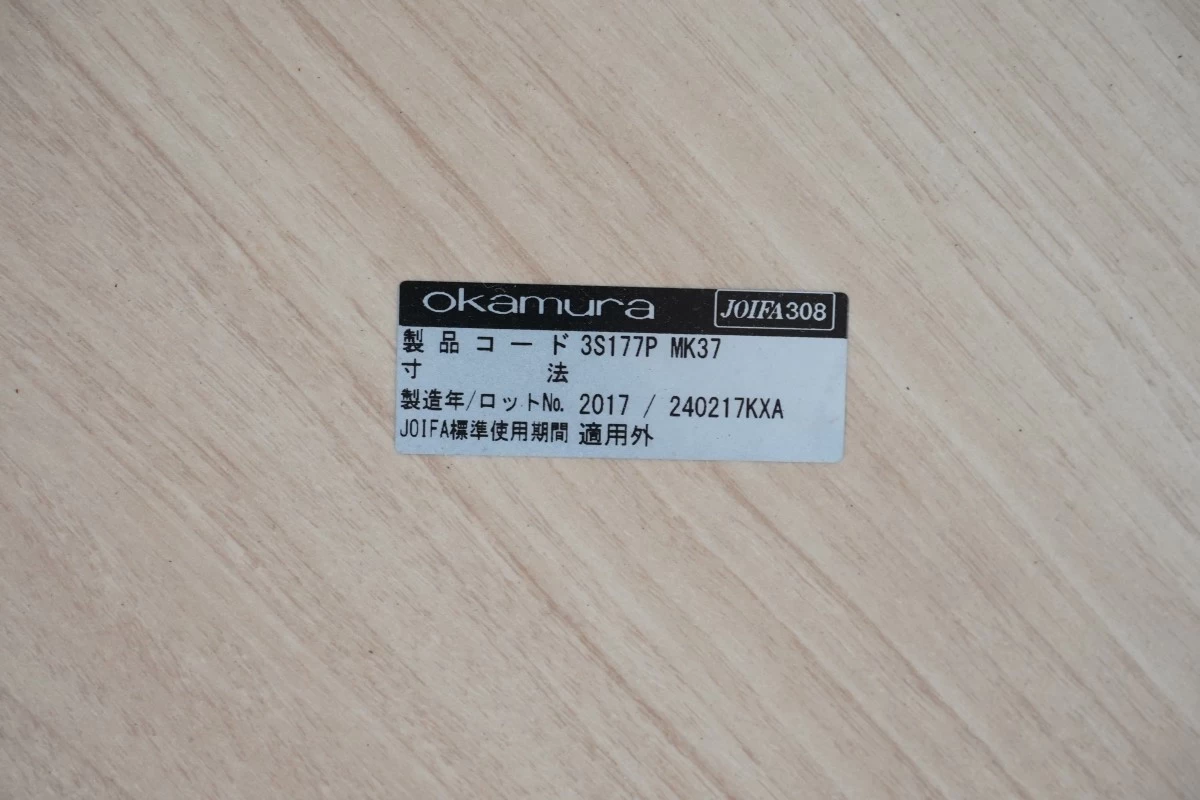 okamura JOIFA308
製品コード 3S177P MK37
寸法
製造年/ロットNo. 2017 / 240217KXA
JOIFA標準使用期間 適用外